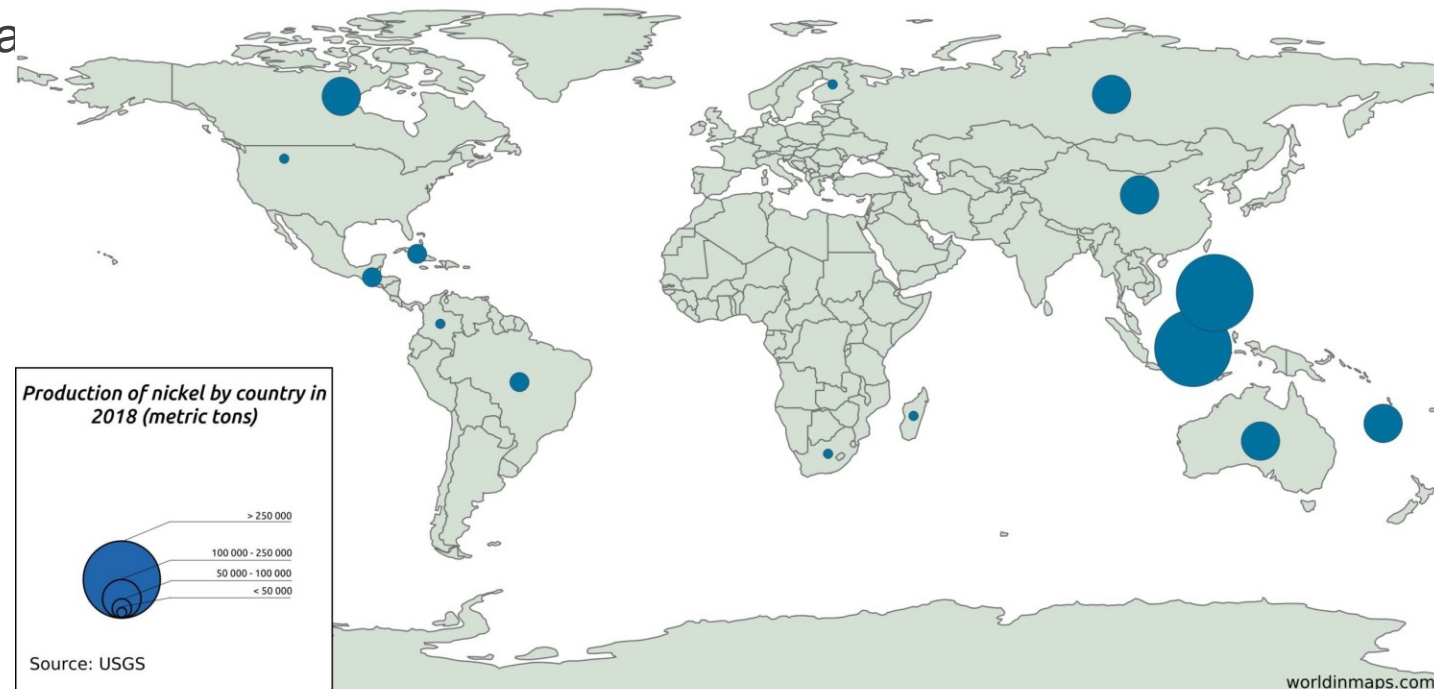 a
Production of nickel by country in
2018 (metric tons)
> 250 000
100 000 - 250 000
50 000 - 100 000
< 50 000
Source: USGS
worldinmaps.com